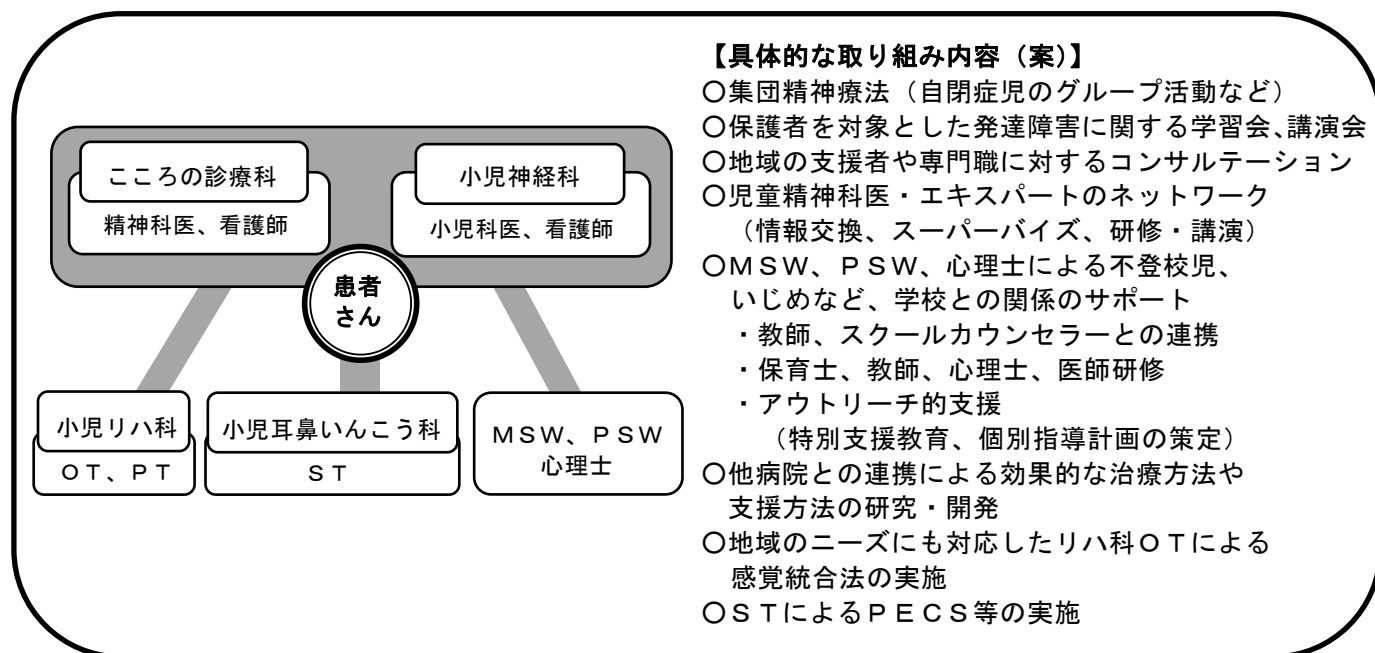 こころの診療科
精神科医、看護師
小児神経科
小児科医、看護師
患者
さん
小児リハ科
ＯＴ、ＰＴ
小児耳鼻いんこう科
ＳＴ
ＭＳＷ、ＰＳＷ
心理士
【具体的な取り組み内容（案）】
〇集団精神療法（自閉症児のグループ活動など）
〇保護者を対象とした発達障害に関する学習会、講演会
〇地域の支援者や専門職に対するコンサルテーション
〇児童精神科医・エキスパートのネットワーク
（情報交換、スーパーバイズ、研修・講演）
〇ＭＳＷ、ＰＳＷ、心理士による不登校児、
いじめなど、学校との関係のサポート
・教師、スクールカウンセラーとの連携
・保育士、教師、心理士、医師研修
・アウトリーチ的支援
（特別支援教育、個別指導計画の策定）
〇他病院との連携による効果的な治療方法や
支援方法の研究・開発
〇地域のニーズにも対応したリハ科ＯＴによる
感覚統合法の実施
〇ＳＴによるＰＥＣＳ等の実施